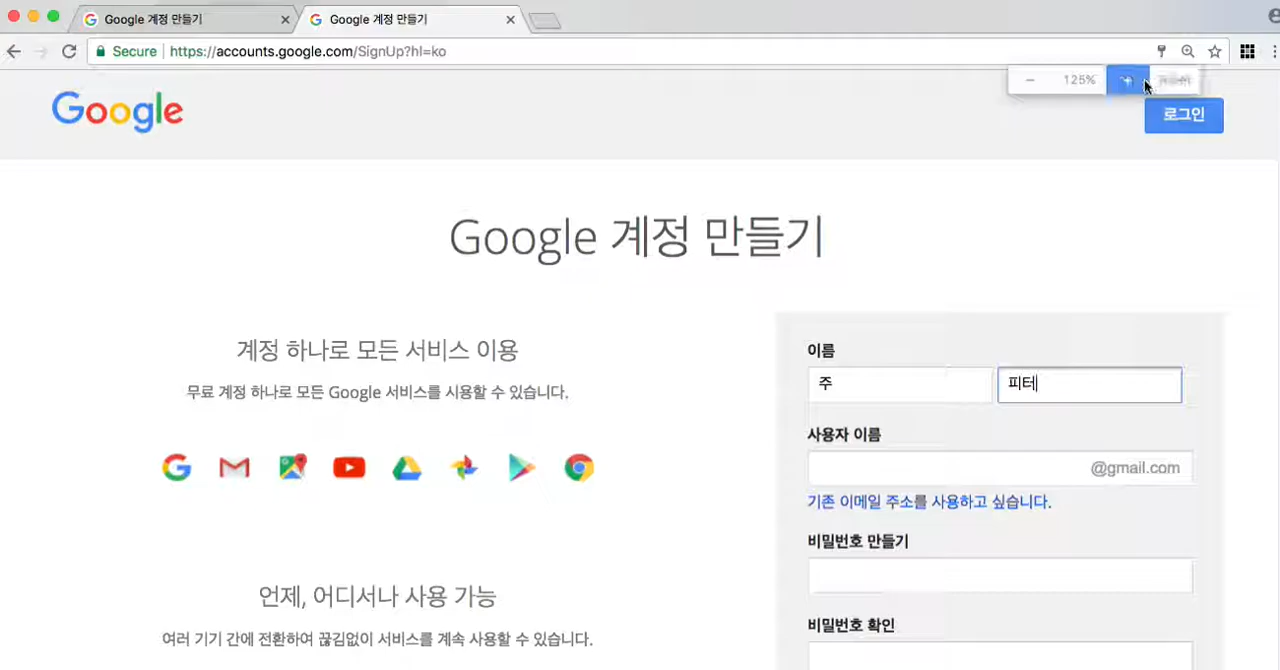 Google 계정 만들기
Google 계정 만들기
Secure https://accounts.google.com/SignUp?hl=ko
125%
Google
로그인
Google 계정 만들기
계정 하나로 모든 서비스 이용
무료 계정 하나로 모든 Google 서비스를 시용할 수 있습니다.
이름
주 피터
사용자 이름
@gmail.com
기존 이메일 주소를 사용하고 싶습니다.
비밀번호 만들기
언제, 어디서나 사용 가능
여러 기기 간에 전환하여 끊김없이 서비스를 계속 사용할 수 있습니다.
비밀번호 확인